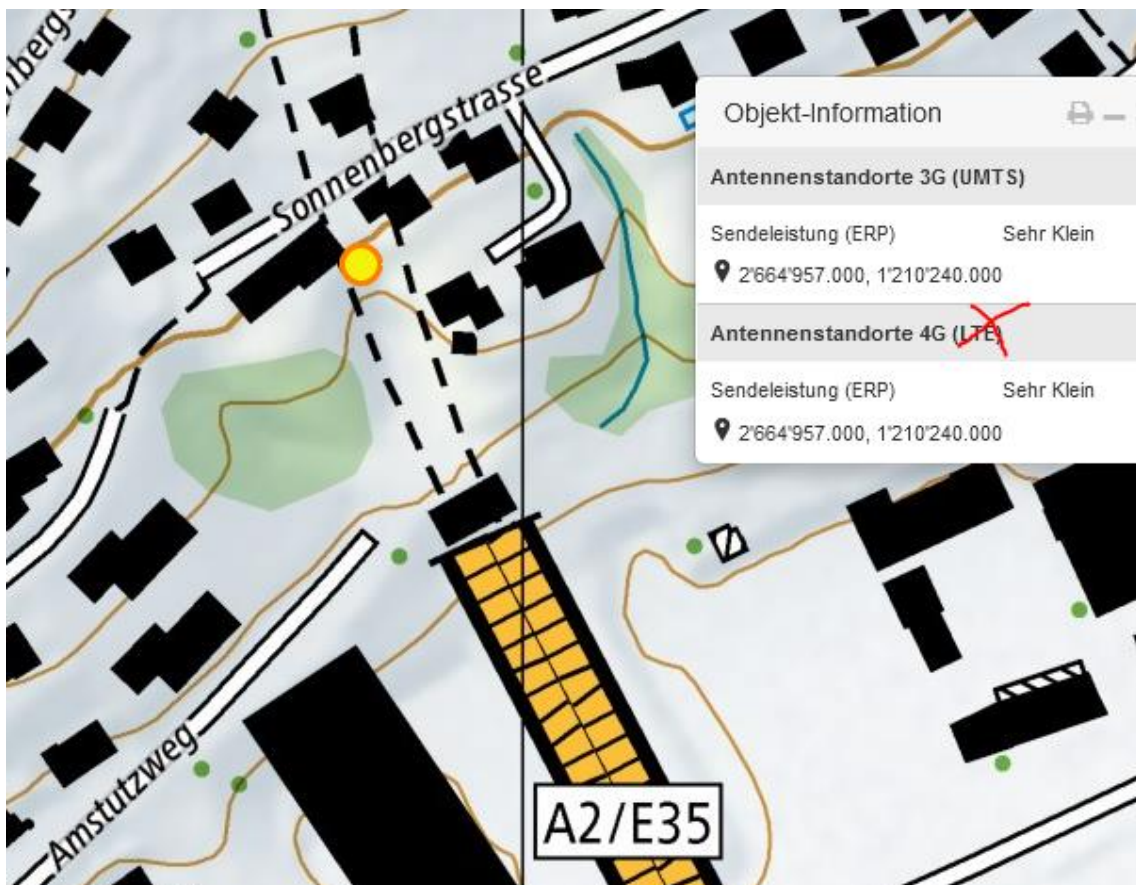 enbergs
Sonnenbergstrasse
Objekt-Information
Antennenstandorte 3G (UMTS)
Sendeleistung (ERP) Sehr Klein
2'664'957.000, 1'210'240.000
Antennenstandorte 4G (LTE)
Sendeleistung (ERP) Sehr Klein
2'664'957.000, 1'210'240.000
Amstutzweg
A2/E35